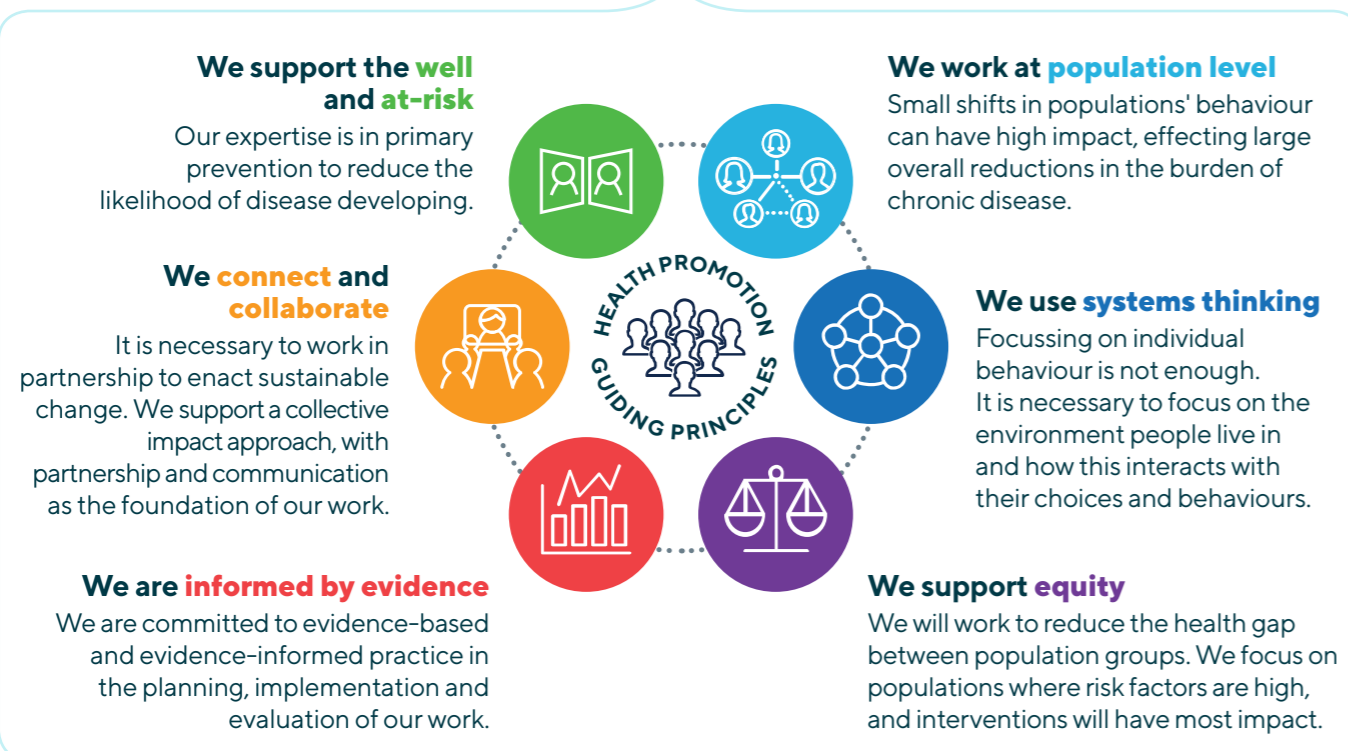 We support the well
and at-risk
Our expertise is in primary
prevention to reduce the
likelihood of disease developing.
We work at population level
Small shifts in populations' behaviour
can have high impact, effecting large
overall reductions in the burden of
chronic disease.
We connect and
collaborate
It is necessary to work in
partnership to enact sustainable
change. We support a collective
impact approach, with
partnership and communication
as the foundation of our work.
HEALTH PROMOTION
GUIDING PRINCIPLES
We use systems thinking
Focussing on individual
behaviour is not enough.
It is necessary to focus on the
environment people live in
and how this interacts with
their choices and behaviours.
We are informed by evidence
We are committed to evidence-based
and evidence-informed practice in
the planning, implementation and
evaluation of our work.
We support equity
We will work to reduce the health gap
between population groups. We focus on
populations where risk factors are high,
and interventions will have most impact.